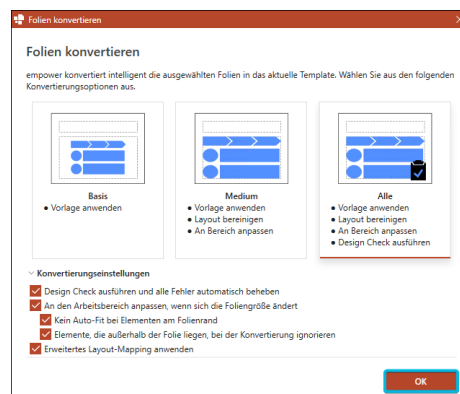 Folien konvertieren
Folien konvertieren
empower konvertiert intelligent die ausgewählten Folien in das aktuelle Template. Wählen Sie aus den folgenden
Konvertierungsoptionen aus.
Basis
• Vorlage anwenden
Medium
• Vorlage anwenden
• Layout bereinigen
• An Bereich anpassen
Alle
• Vorlage anwenden
• Layout bereinigen
• An Bereich anpassen
• Design Check ausführen
Konvertierungseinstellungen
Design Check ausführen und alle Fehler automatisch beheben
An den Arbeitsbereich anpassen, wenn sich die Foliengröße ändert
Kein Auto-Fit bei Elementen am Folienrand
Elemente, die außerhalb der Folie liegen, bei der Konvertierung ignorieren
Erweitertes Layout-Mapping anwenden
OK